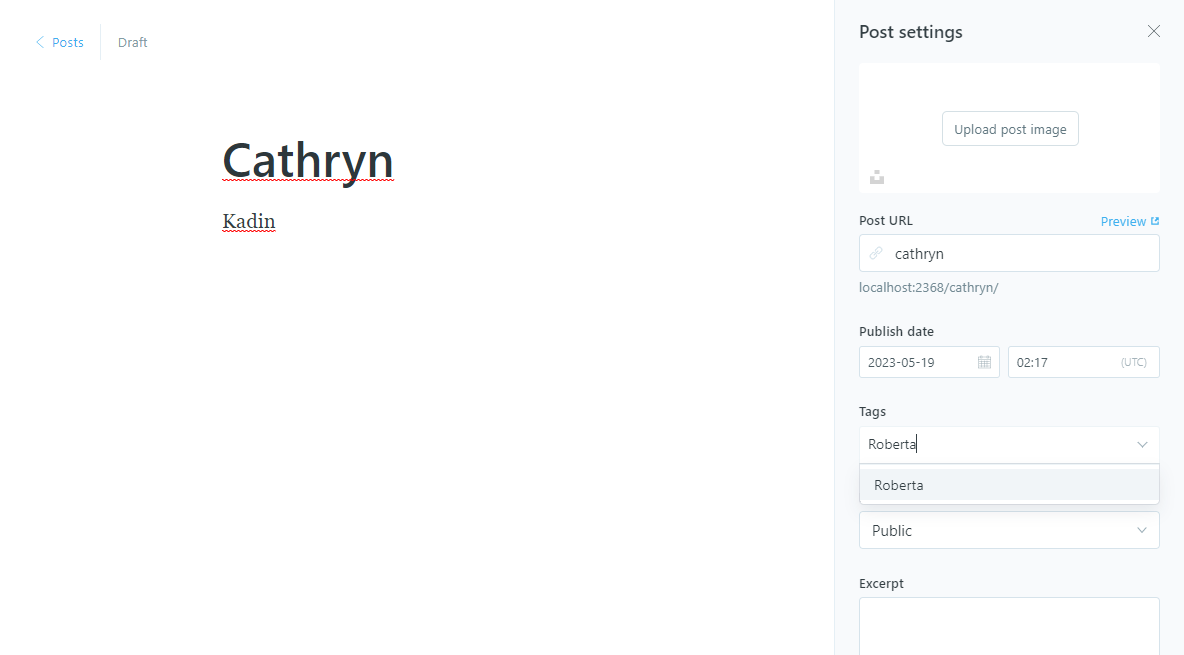 Posts
Draft
Post settings
Cathryn
Kadin
Upload post image
Post URL
Preview
cathryn
localhost:2368/cathryn/
Publish date
2023-05-19
02:17
(UTC)
Tags
Roberta
Roberta
Public
Excerpt